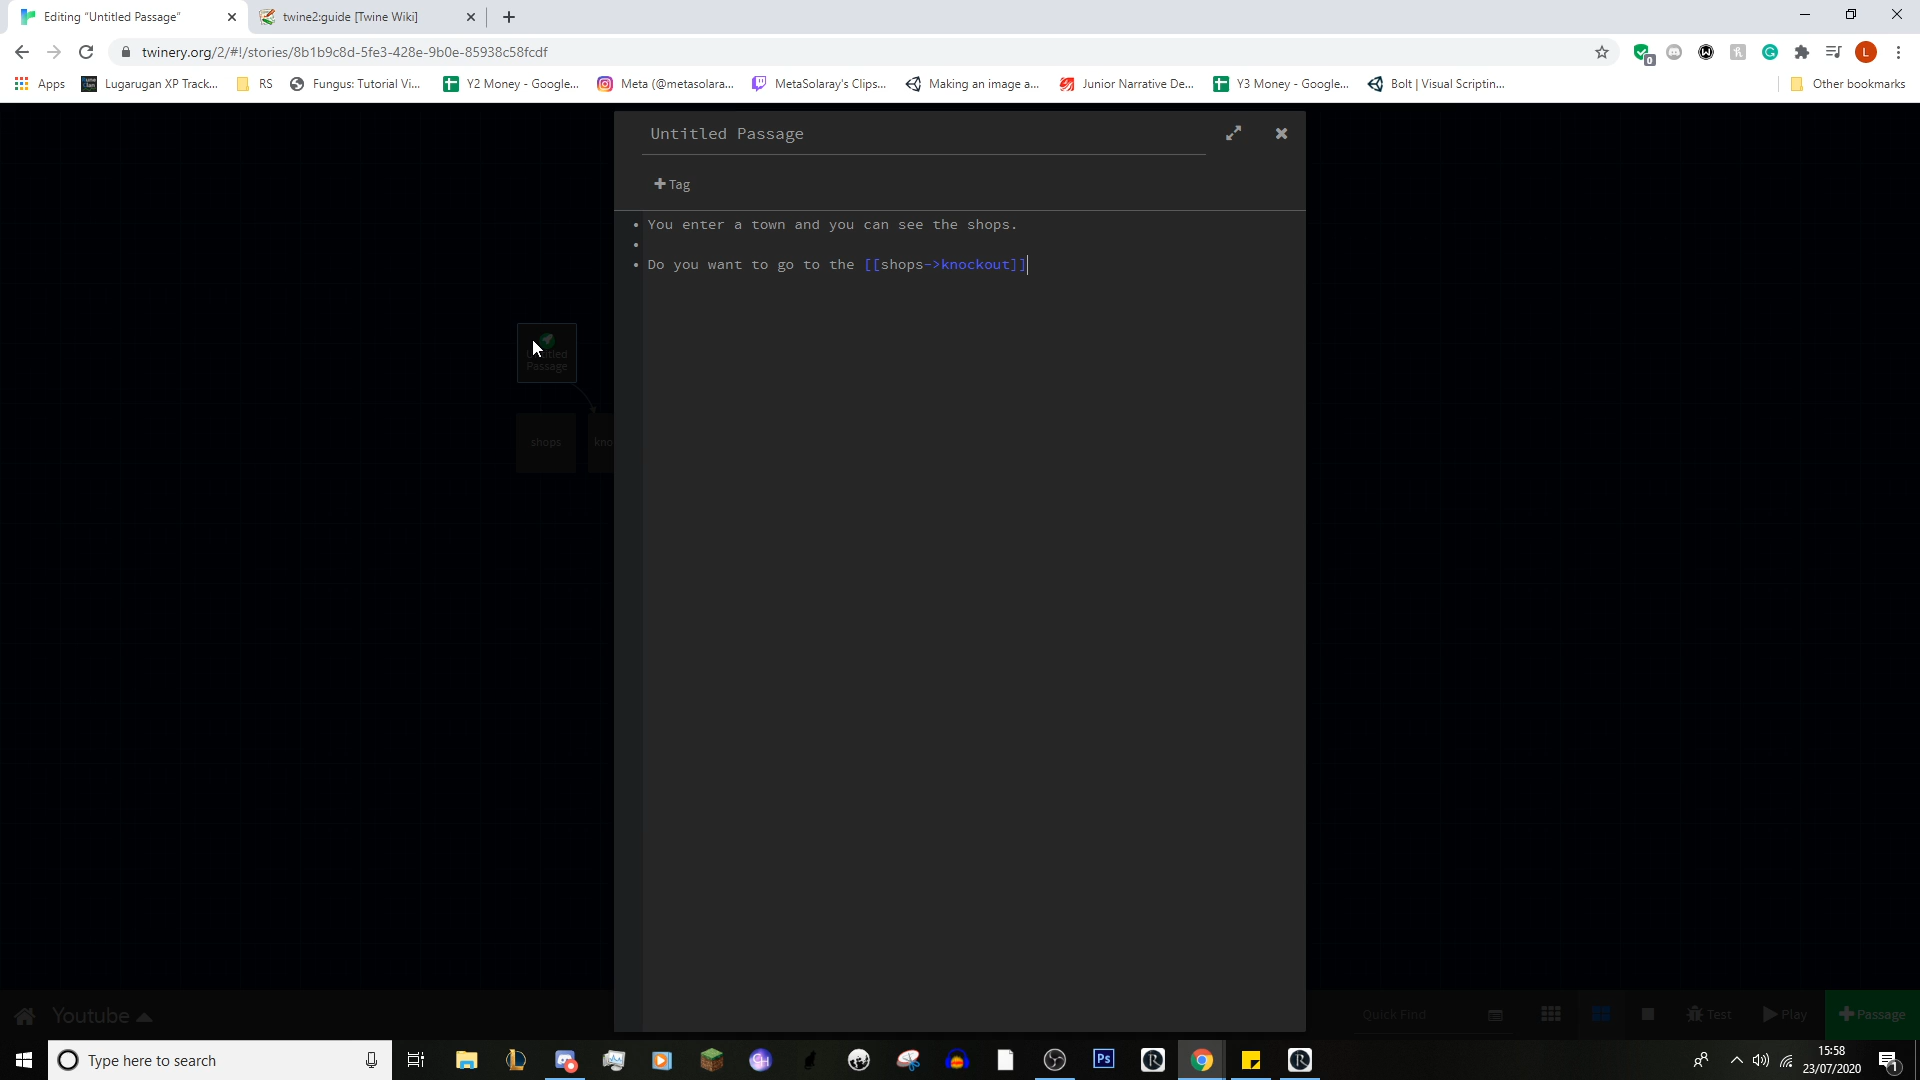 Editing "Untitled Passage"
twine2:guide [Twine Wiki]
twinery.org/2/#!/stories/8b1b9c8d-5fe3-428e-9b0e-85938c58fcdf
Apps
Lugarugan XP Track...
RS
Fungus: Tutorial Vi...
Y2 Money - Google...
Meta (@metasolara...
MetaSolaray's Clips...
Making an image a...
Junior Narrative De...
Y3 Money - Google...
Bolt | Visual Scriptin...
Other bookmarks
Untitled Passage
+ Tag
You enter a town and you can see the shops.
Do you want to go to the [[shops->knockout]]
Untitled
Passage
shops
kno
Youtube
Quick Find
Test
Play
+Passage
Type here to search
Ps
15:58
23/07/2020